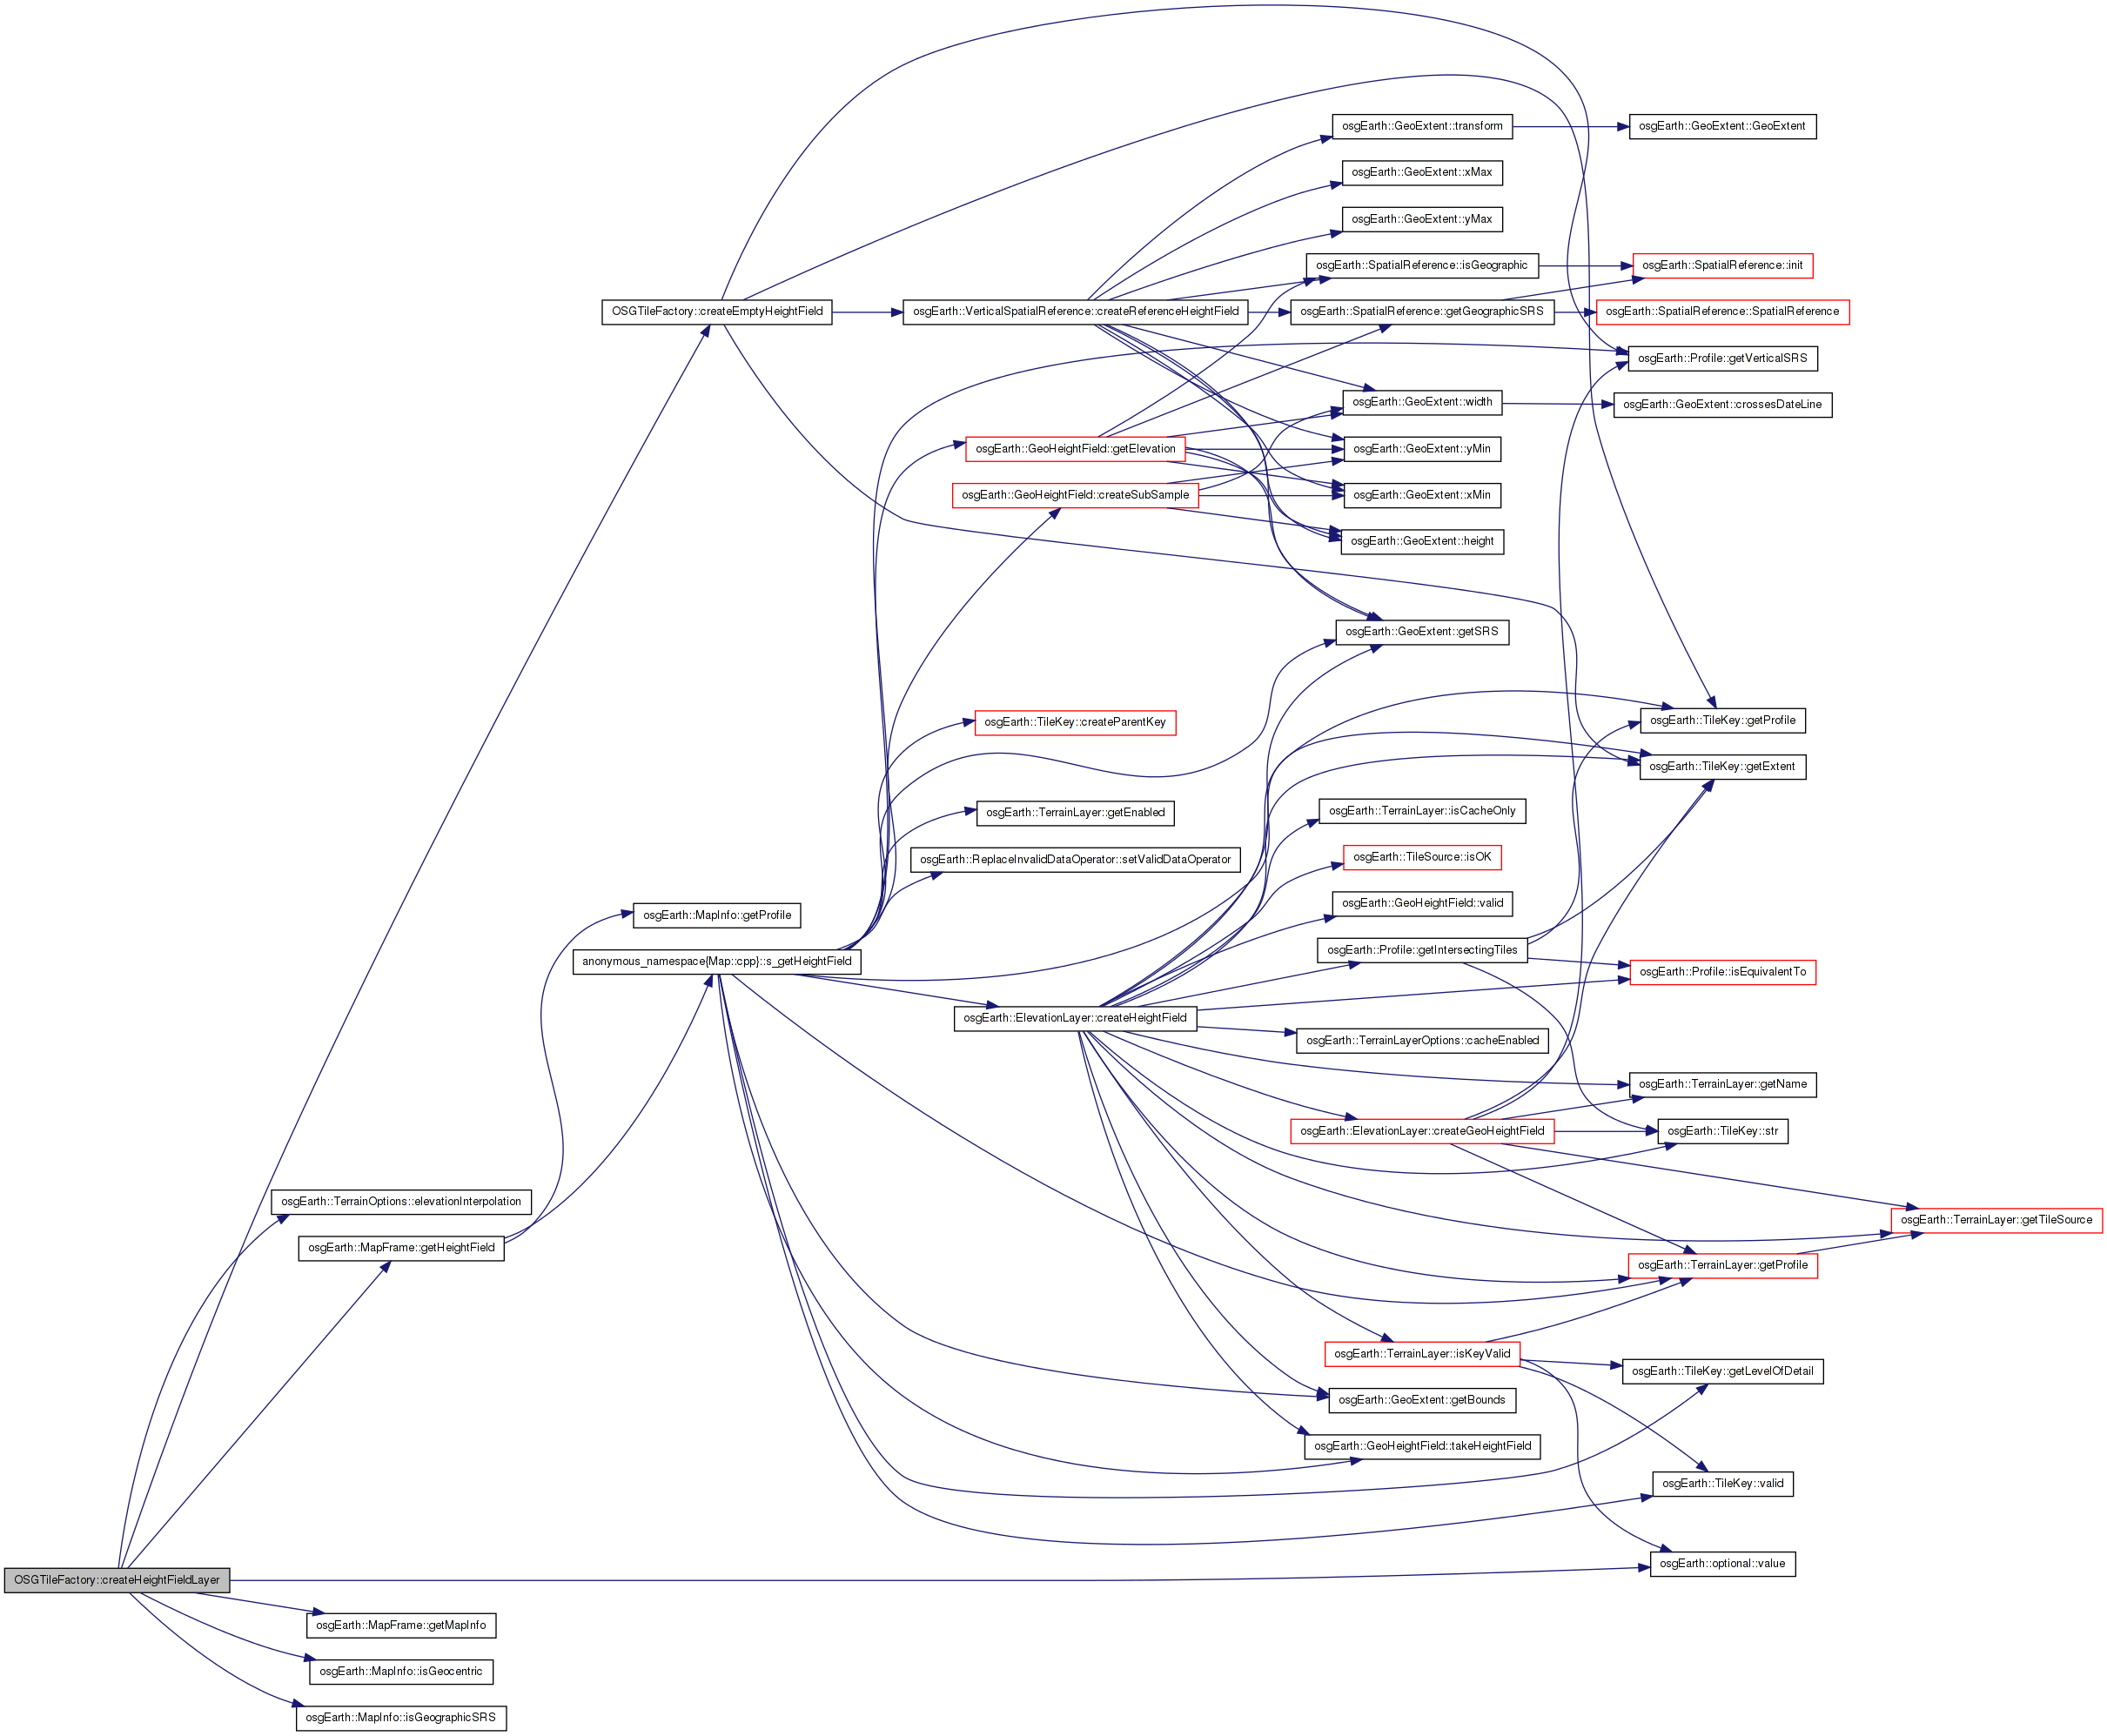 osgEarth::GeoExtent::transform
osgEarth::GeoExtent::GeoExtent
osgEarth::GeoExtent::xMax
osgEarth::GeoExtent::yMax
osgEarth::SpatialReference::isGeographic
osgEarth::SpatialReference::init
OSGTileFactory::createEmptyHeightField
osgEarth::VerticalSpatialReference::createReferenceHeightField
osgEarth::SpatialReference::getGeographicSRS
osgEarth::SpatialReference::SpatialReference
osgEarth::Profile::getVerticalSRS
osgEarth::GeoExtent::width
osgEarth::GeoExtent::crossesDateLine
osgEarth::GeoHeightField::getElevation
osgEarth::GeoExtent::yMin
osgEarth::GeoHeightField::createSubSample
osgEarth::GeoExtent::xMin
osgEarth::GeoExtent::height
osgEarth::GeoExtent::getSRS
osgEarth::TileKey::createParentKey
osgEarth::TileKey::getProfile
osgEarth::TileKey::getExtent
osgEarth::TerrainLayer::getEnabled
osgEarth::TerrainLayer::isCacheOnly
osgEarth::ReplaceInvalidDataOperator::setValidDataOperator
osgEarth::TileSource::isOK
osgEarth::GeoHeightField::valid
osgEarth::MapInfo::getProfile
osgEarth::Profile::getIntersectingTiles
anonymous_namespace{Map::cpp}::s_getHeightField
osgEarth::Profile::isEquivalentTo
osgEarth::ElevationLayer::createHeightField
osgEarth::TerrainLayerOptions::cacheEnabled
osgEarth::TerrainLayer::getName
osgEarth::ElevationLayer::createGeoHeightField
osgEarth::TileKey::str
osgEarth::TerrainOptions::elevationInterpolation
osgEarth::TerrainLayer::getTileSource
osgEarth::MapFrame::getHeightField
osgEarth::TerrainLayer::getProfile
osgEarth::TerrainLayer::isKeyValid
osgEarth::TileKey::getLevelOfDetail
osgEarth::GeoExtent::getBounds
osgEarth::GeoHeightField::takeHeightField
osgEarth::TileKey::valid
osgEarth::optional::value
OSGTileFactory::createHeightFieldLayer
osgEarth::MapFrame::getMapInfo
osgEarth::MapInfo::isGeocentric
osgEarth::MapInfo::isGeographicSRS